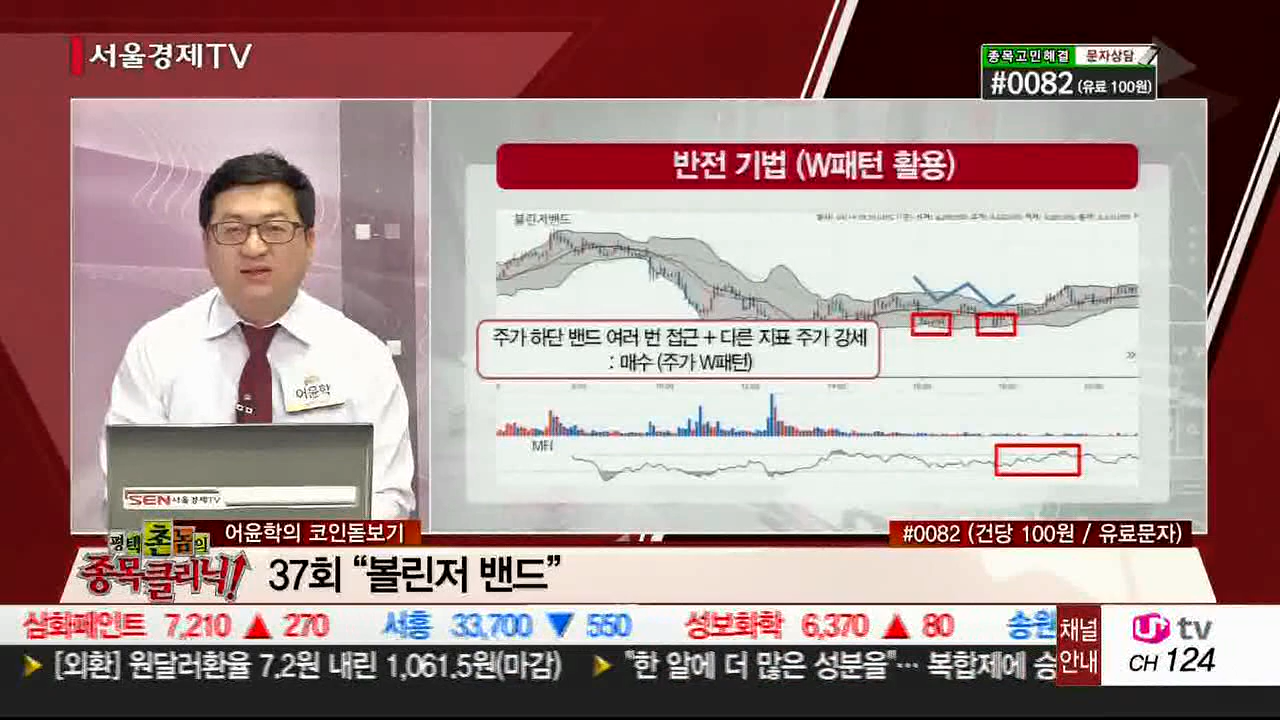 서울경제TV
종목고민해결 문자상담
#0082 (유료 100원)
반전 기법 (W패턴 활용)
볼린저밴드
주가 하단 밴드 여러 번 접근 + 다른 지표 주가 강세
: 매수 (주가 W패턴)
MFI
어윤학
SEN 서울경제TV
평택촌놈의
종목클리닉!
어윤학의 코인돋보기
#0082 (건당 100원 / 유료문자)
37회 “볼린저 밴드”
삼화페인트 7,210 ▲ 270 서흥 33,700 ▼ 550 성보화학 6,370 ▲ 80 송원
[외환] 원달러환율 7.2원 내린 1,061.5원(마감) "한 알에 더 많은 성분을"… 복합제에 승
채널
안내
U+ tv
CH 124